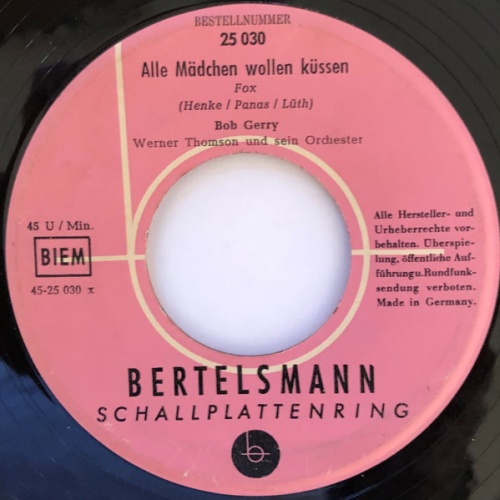 BESTELLNUMMER
25 030
Alle Mädchen wollen küssen
Fox
(Henke / Panas / Lüth)
Bob Gerry
Werner Thomson und sein Orchester
45 U / Min.
BIEM
45-25 030 x
Alle Hersteller- und
Urheberrechte vor-
behalten. Überspie-
lung, öffentliche Auf-
führungu.Rundfunk-
sendung verboten.
Made in Germany.
BERTELSMANN
SCHALLPLATTENRING
b